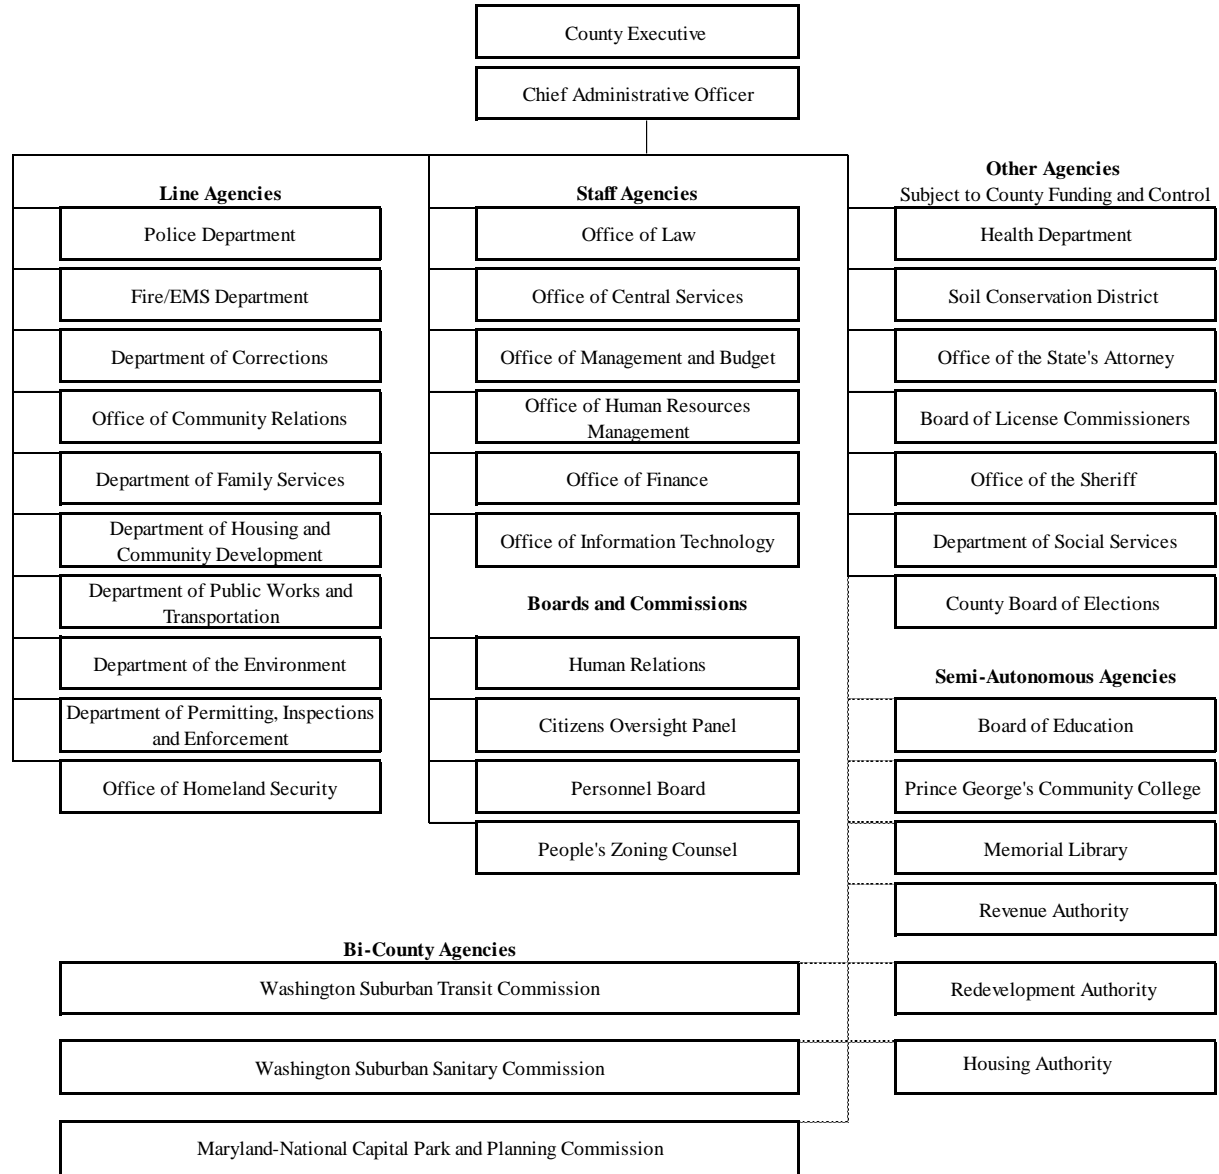 County Executive
Chief Administrative Officer
Line Agencies
Police Department
Fire/EMS Department
Department of Corrections
Office of Community Relations
Department of Family Services
Department of Housing and
Community Development
Department of Public Works and
Transportation
Department of the Environment
Department of Permitting, Inspections
and Enforcement
Office of Homeland Security
Staff Agencies
Office of Law
Office of Central Services
Office of Management and Budget
Office of Human Resources
Management
Office of Finance
Office of Information Technology
Boards and Commissions
Human Relations
Citizens Oversight Panel
Personnel Board
People's Zoning Counsel
Other Agencies
Subject to County Funding and Control
Health Department
Soil Conservation District
Office of the State's Attorney
Board of License Commissioners
Office of the Sheriff
Department of Social Services
County Board of Elections
Semi-Autonomous Agencies
Board of Education
Prince George's Community College
Memorial Library
Revenue Authority
Redevelopment Authority
Housing Authority
Bi-County Agencies
Washington Suburban Transit Commission
Washington Suburban Sanitary Commission
Maryland-National Capital Park and Planning Commission